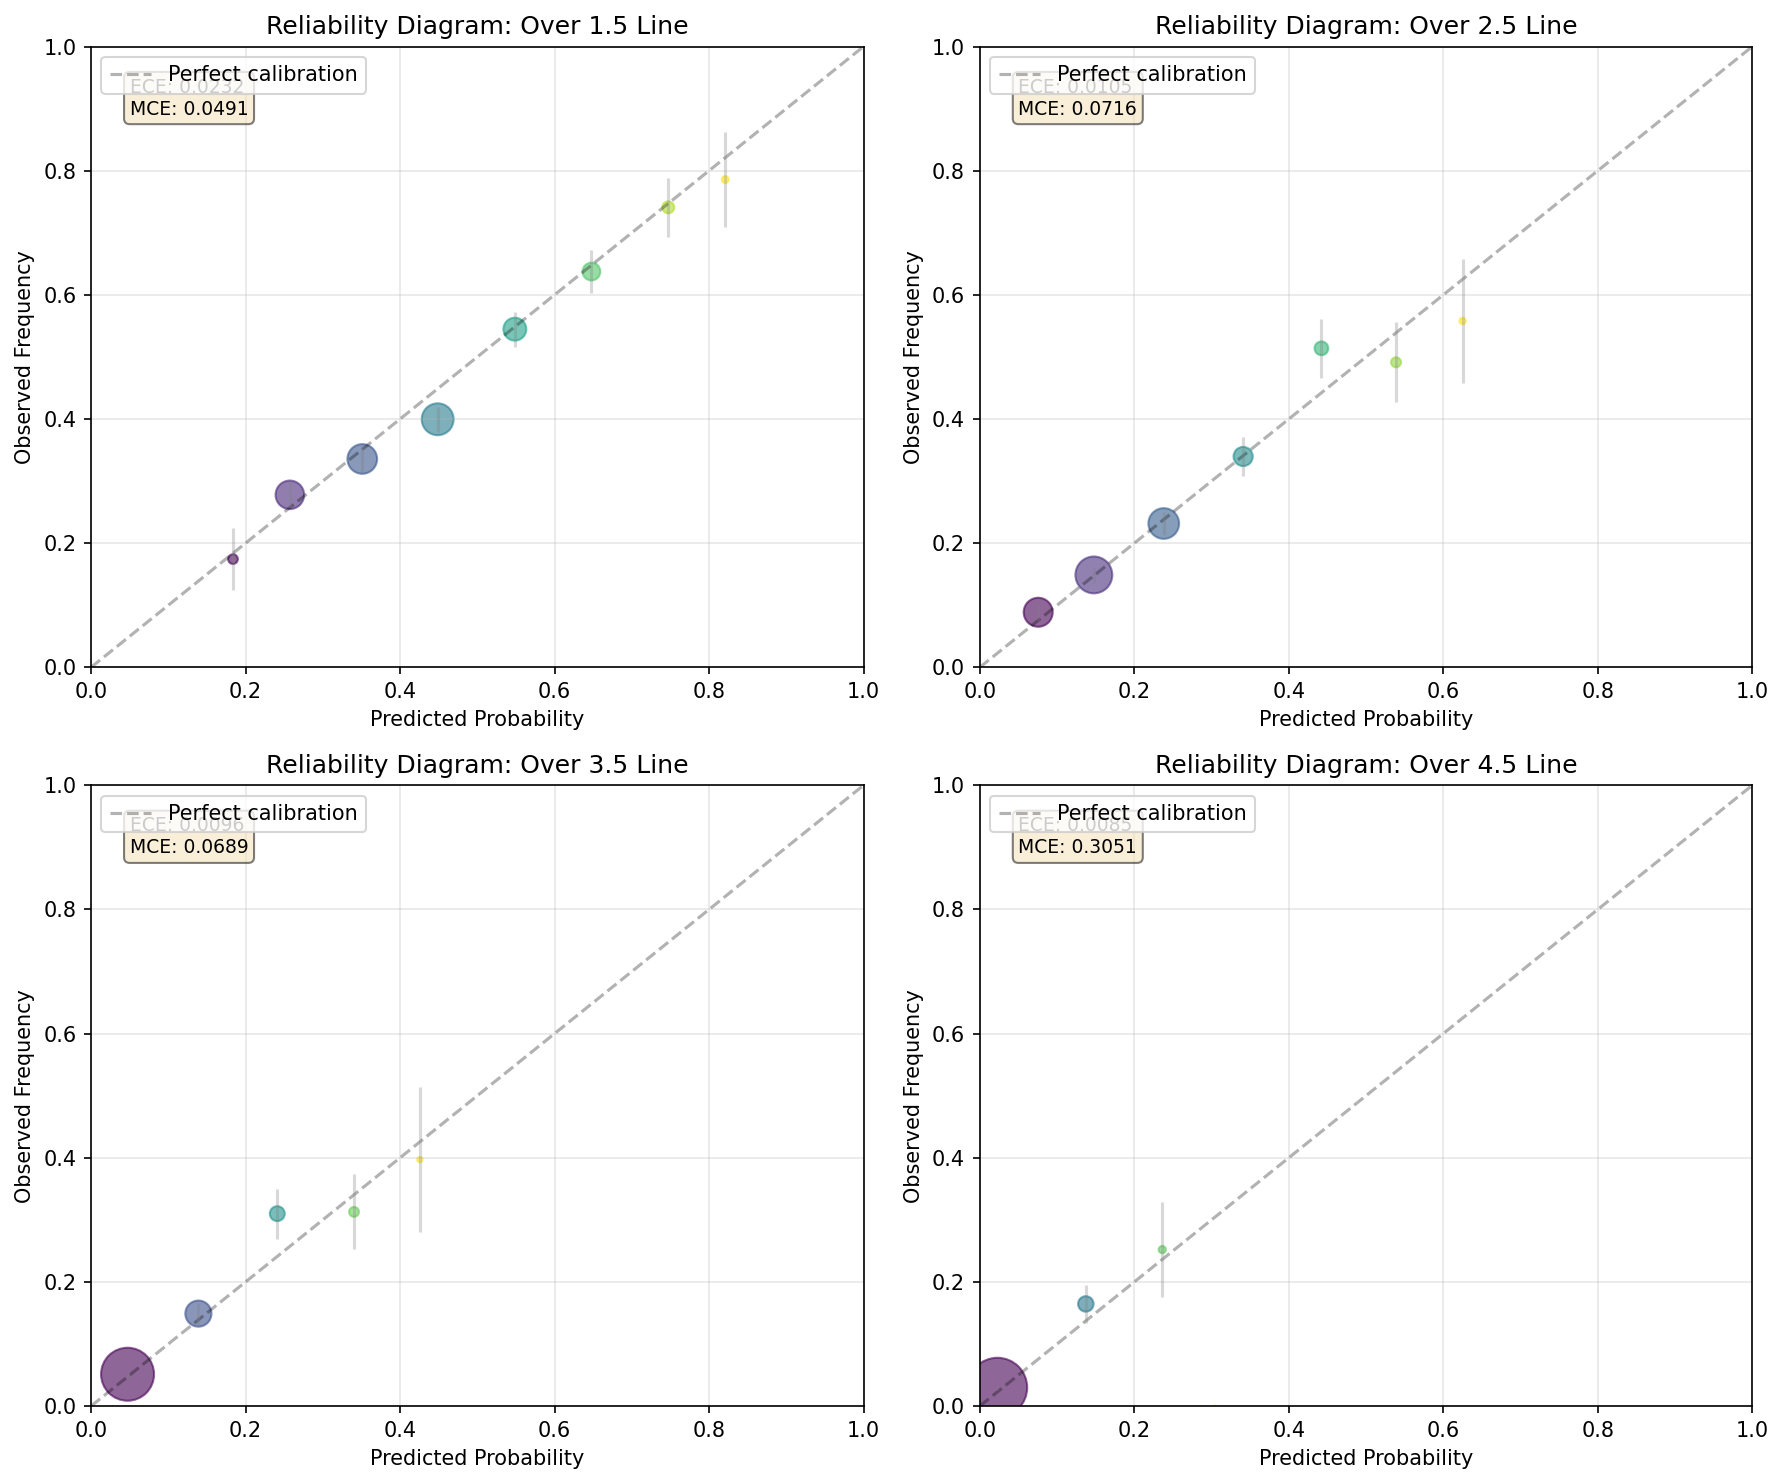 Reliability Diagram: Over 1.5 Line
Perfect calibration
ECE: 0.0232
MCE: 0.0491
Observed Frequency
1.0
0.8
0.6
0.4
0.2
0.0
0.0 0.2 0.4 0.6 0.8 1.0
Predicted Probability
Reliability Diagram: Over 2.5 Line
Perfect calibration
ECE: 0.0105
MCE: 0.0716
Observed Frequency
1.0
0.8
0.6
0.4
0.2
0.0
0.0 0.2 0.4 0.6 0.8 1.0
Predicted Probability
Reliability Diagram: Over 3.5 Line
Perfect calibration
ECE: 0.0096
MCE: 0.0689
Observed Frequency
1.0
0.8
0.6
0.4
0.2
0.0
0.0 0.2 0.4 0.6 0.8 1.0
Predicted Probability
Reliability Diagram: Over 4.5 Line
Perfect calibration
ECE: 0.0085
MCE: 0.3051
Observed Frequency
1.0
0.8
0.6
0.4
0.2
0.0
0.0 0.2 0.4 0.6 0.8 1.0
Predicted Probability